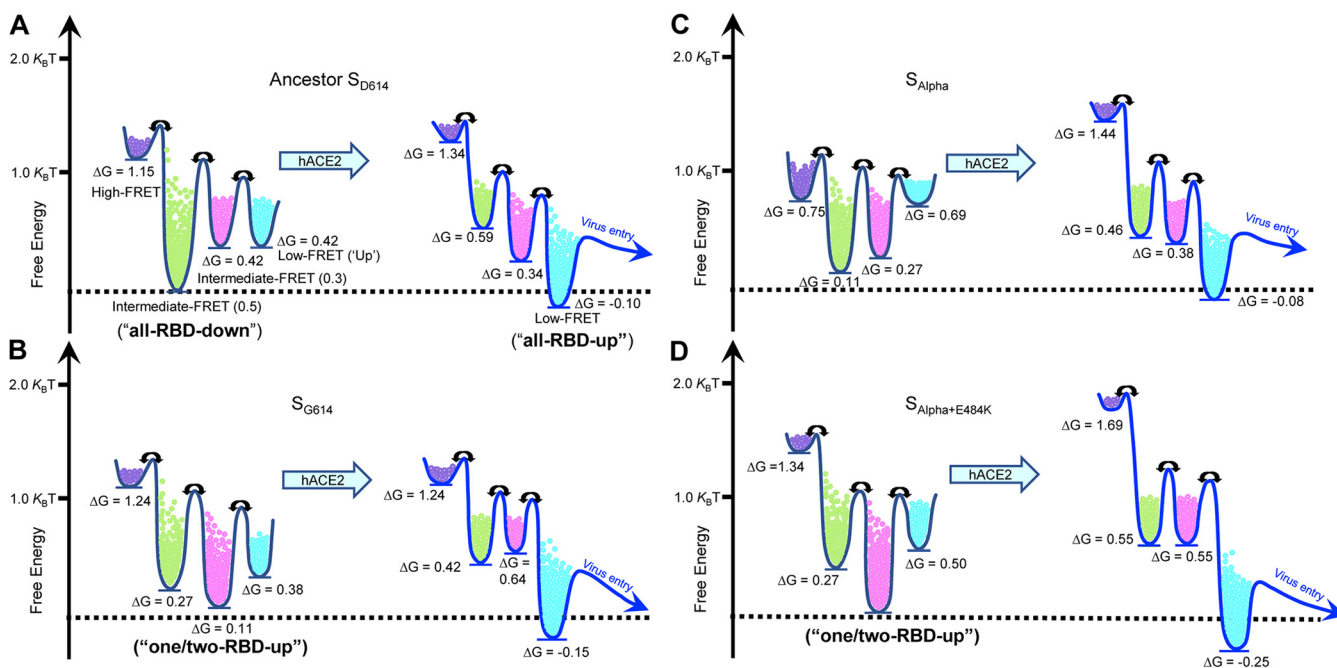 A
2.0 KBT
Ancestor SD614
hACE2
ΔG = 1.15
High-FRET
1.0 KBT
ΔG = 1.34
ΔG = 0.42
Low-FRET (‘Up’)
ΔG = 0.42
Intermediate-FRET (0.3)
Intermediate-FRET (0.5)
("all-RBD-down")
ΔG = 0.59
ΔG = 0.34
Virus entry
ΔG = -0.10
Low-FRET
("all-RBD-up")
Free Energy
B
2.0 KBT
SG614
hACE2
1.0 KBT
ΔG = 1.24
ΔG = 0.27
ΔG = 0.11
ΔG = 0.38
(“one/two-RBD-up”)
ΔG = 1.24
ΔG = 0.42
ΔG =
0.64
Virus entry
ΔG = -0.15
Free Energy
C
2.0 KBT
SAlpha
hACE2
1.0 KBT
ΔG = 0.75
ΔG = 0.11
ΔG = 0.27
ΔG = 0.69
ΔG = 1.44
ΔG = 0.46
ΔG = 0.38
Virus entry
ΔG = -0.08
Free Energy
D
2.0 KBT
SAlpha+E484K
hACE2
1.0 KBT
ΔG =1.34
ΔG = 0.27
ΔG = 0.50
(“one/two-RBD-up”)
ΔG = 1.69
ΔG = 0.55
ΔG = 0.55
Virus entry
ΔG = -0.25
Free Energy